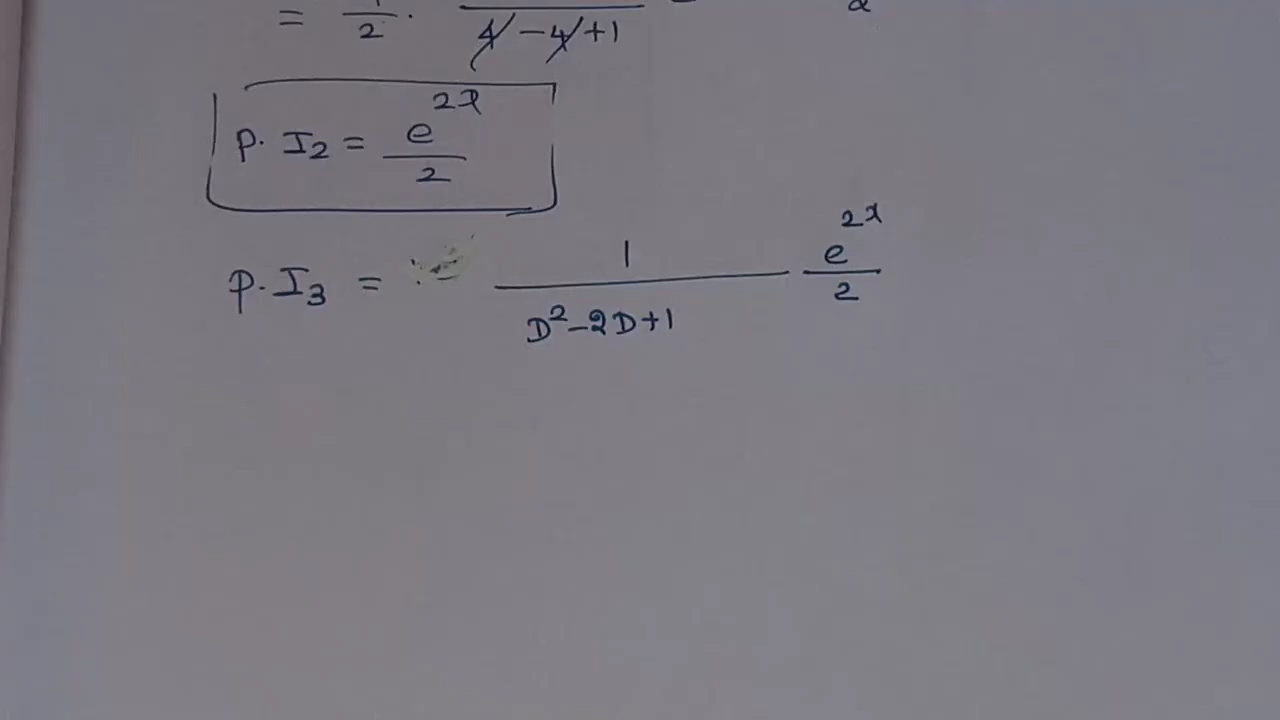 = 1/2 · ——— / 4 - 4 + 1
P. I₂ = e^{2x} / 2
P. I₃ = 1 / D² - 2D + 1 e^{2x} / 2